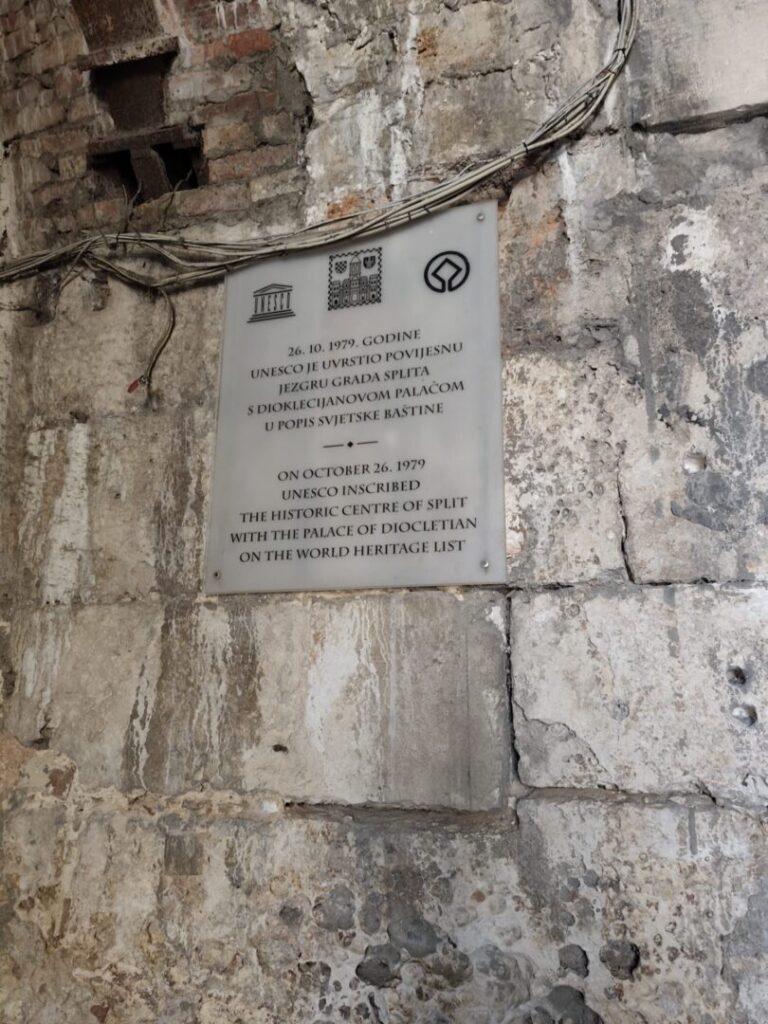 UNESCO
26. 10. 1979. GODINE
UNESCO JE UVRSTIO POVIJESNU
JEZGRU GRADA SPLITA
S DIOKLECIJANOVOM PALAČOM
U POPIS SVJETSKE BAŠTINE
ON OCTOBER 26. 1979
UNESCO INSCRIBED
THE HISTORIC CENTRE OF SPLIT
WITH THE PALACE OF DIOCLETIAN
ON THE WORLD HERITAGE LIST